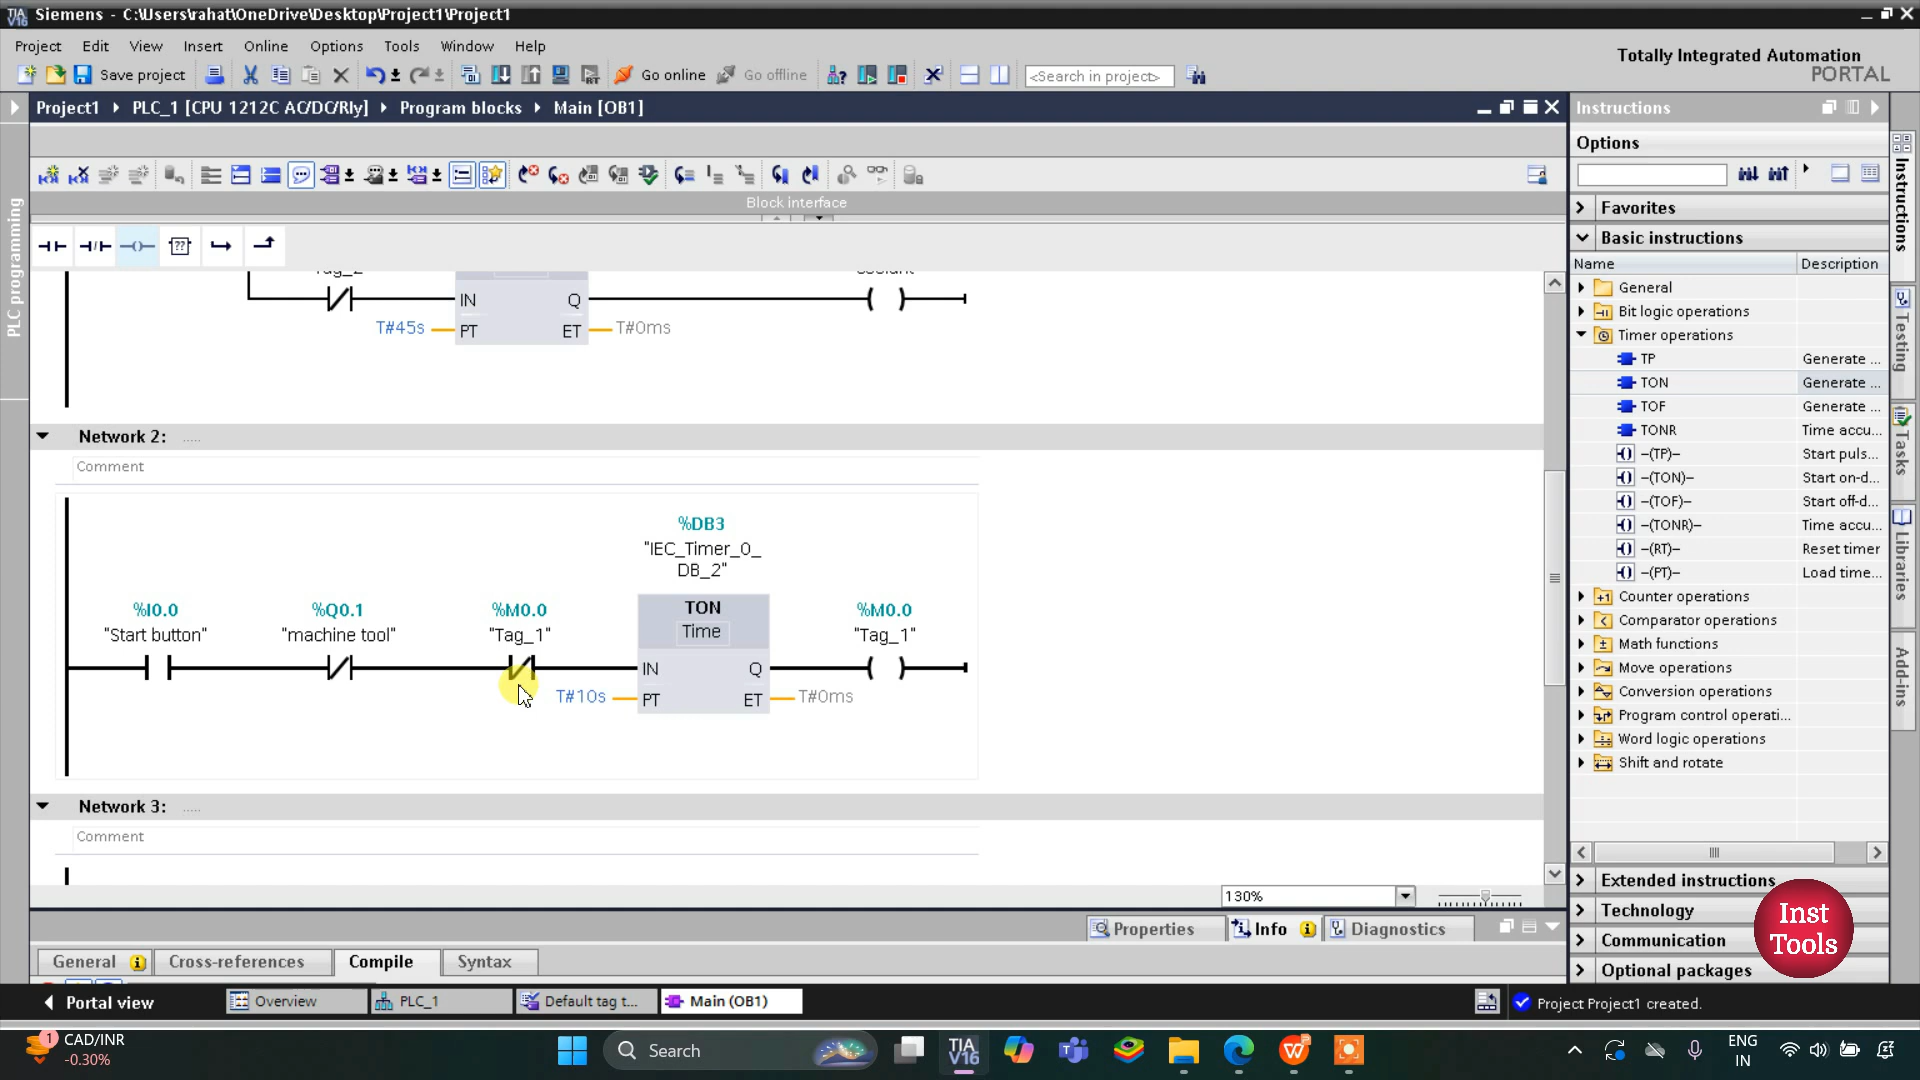 Siemens - C:\Users\rahat\OneDrive\Desktop\Project1\Project1
Project Edit View Insert Online Options Tools Window Help
Totally Integrated Automation
PORTAL
Save project
Go online
Go offline
<Search in project>
Project1 PLC_1 [CPU 1212C AC/DC/Rly] Program blocks Main [OB1]
Block interface
PLC programming
IN Q
T#45s PT ET T#0ms
Network 2: .....
Comment
%DB3
"IEC_Timer_0_
DB_2"
%I0.0 %Q0.1 %M0.0 TON %M0.0
"Start button" "machine tool" "Tag_1" Time "Tag_1"
IN Q
T#10s PT ET T#0ms
Network 3: .....
Comment
130%
Properties Info Diagnostics
General Cross-references Compile Syntax
Instructions
Options
Favorites
Basic instructions
Name Description
General
Bit logic operations
Timer operations
TP Generate ...
TON Generate ...
TOF Generate ...
TONR Time accu...
-(TP)- Start puls...
-(TON)- Start on-d...
-(TOF)- Start off-d...
-(TONR)- Time accu...
-(RT)- Reset timer
-(PT)- Load time...
Counter operations
Comparator operations
Math functions
Move operations
Conversion operations
Program control operati...
Word logic operations
Shift and rotate
Extended instructions
Technology
Communication
Optional packages
Instructions
Testing
Tasks
Libraries
Add-ins
Inst
Tools
Portal view Overview PLC_1 Default tag t... Main (OB1) Project Project1 created.
1 CAD/INR
-0.30%
Search
TIA
V16
ENG
IN